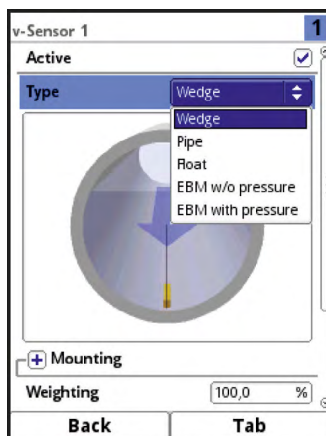 v-Sensor 1
1
Active
Type
Wedge
Wedge
Pipe
Float
EBM w/o pressure
EBM with pressure
Mounting
Weighting
100,0 %
Back
Tab